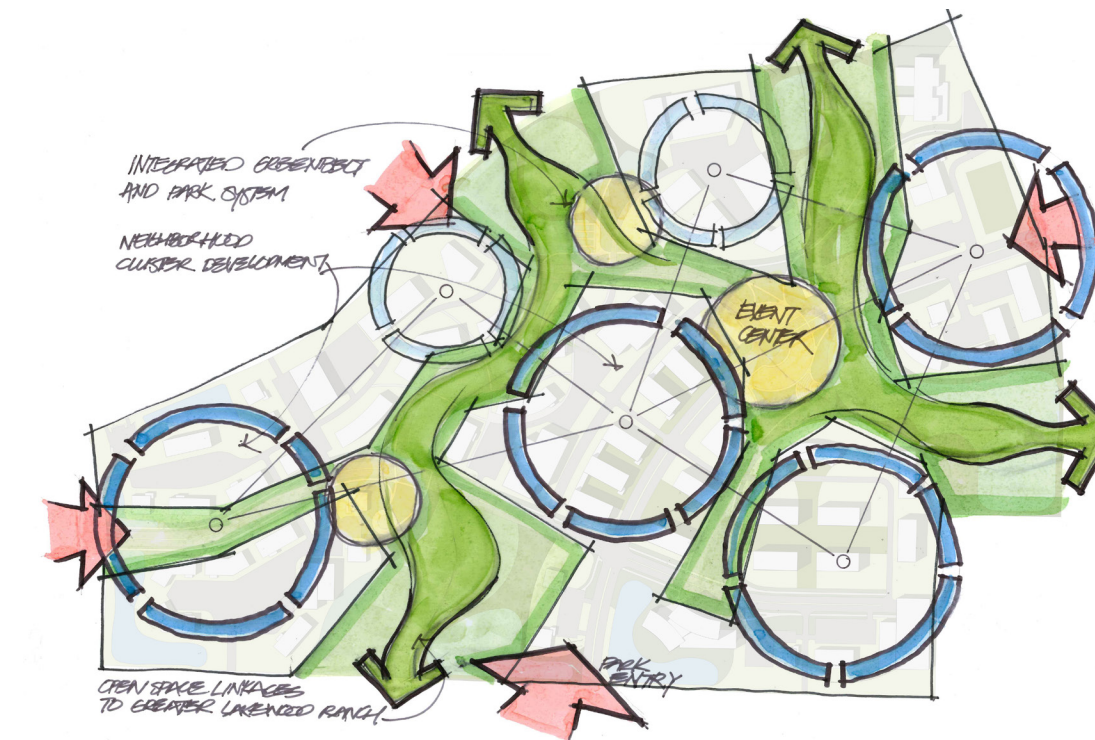 INTEGRATED GREENBELT
AND PARK SYSTEM
NEIGHBORHOOD
CLUSTER DEVELOPMENT
EVENT
CENTER
PARK
ENTRY
OPEN SPACE LINKAGES
TO GREATER LAKEWOOD RANCH